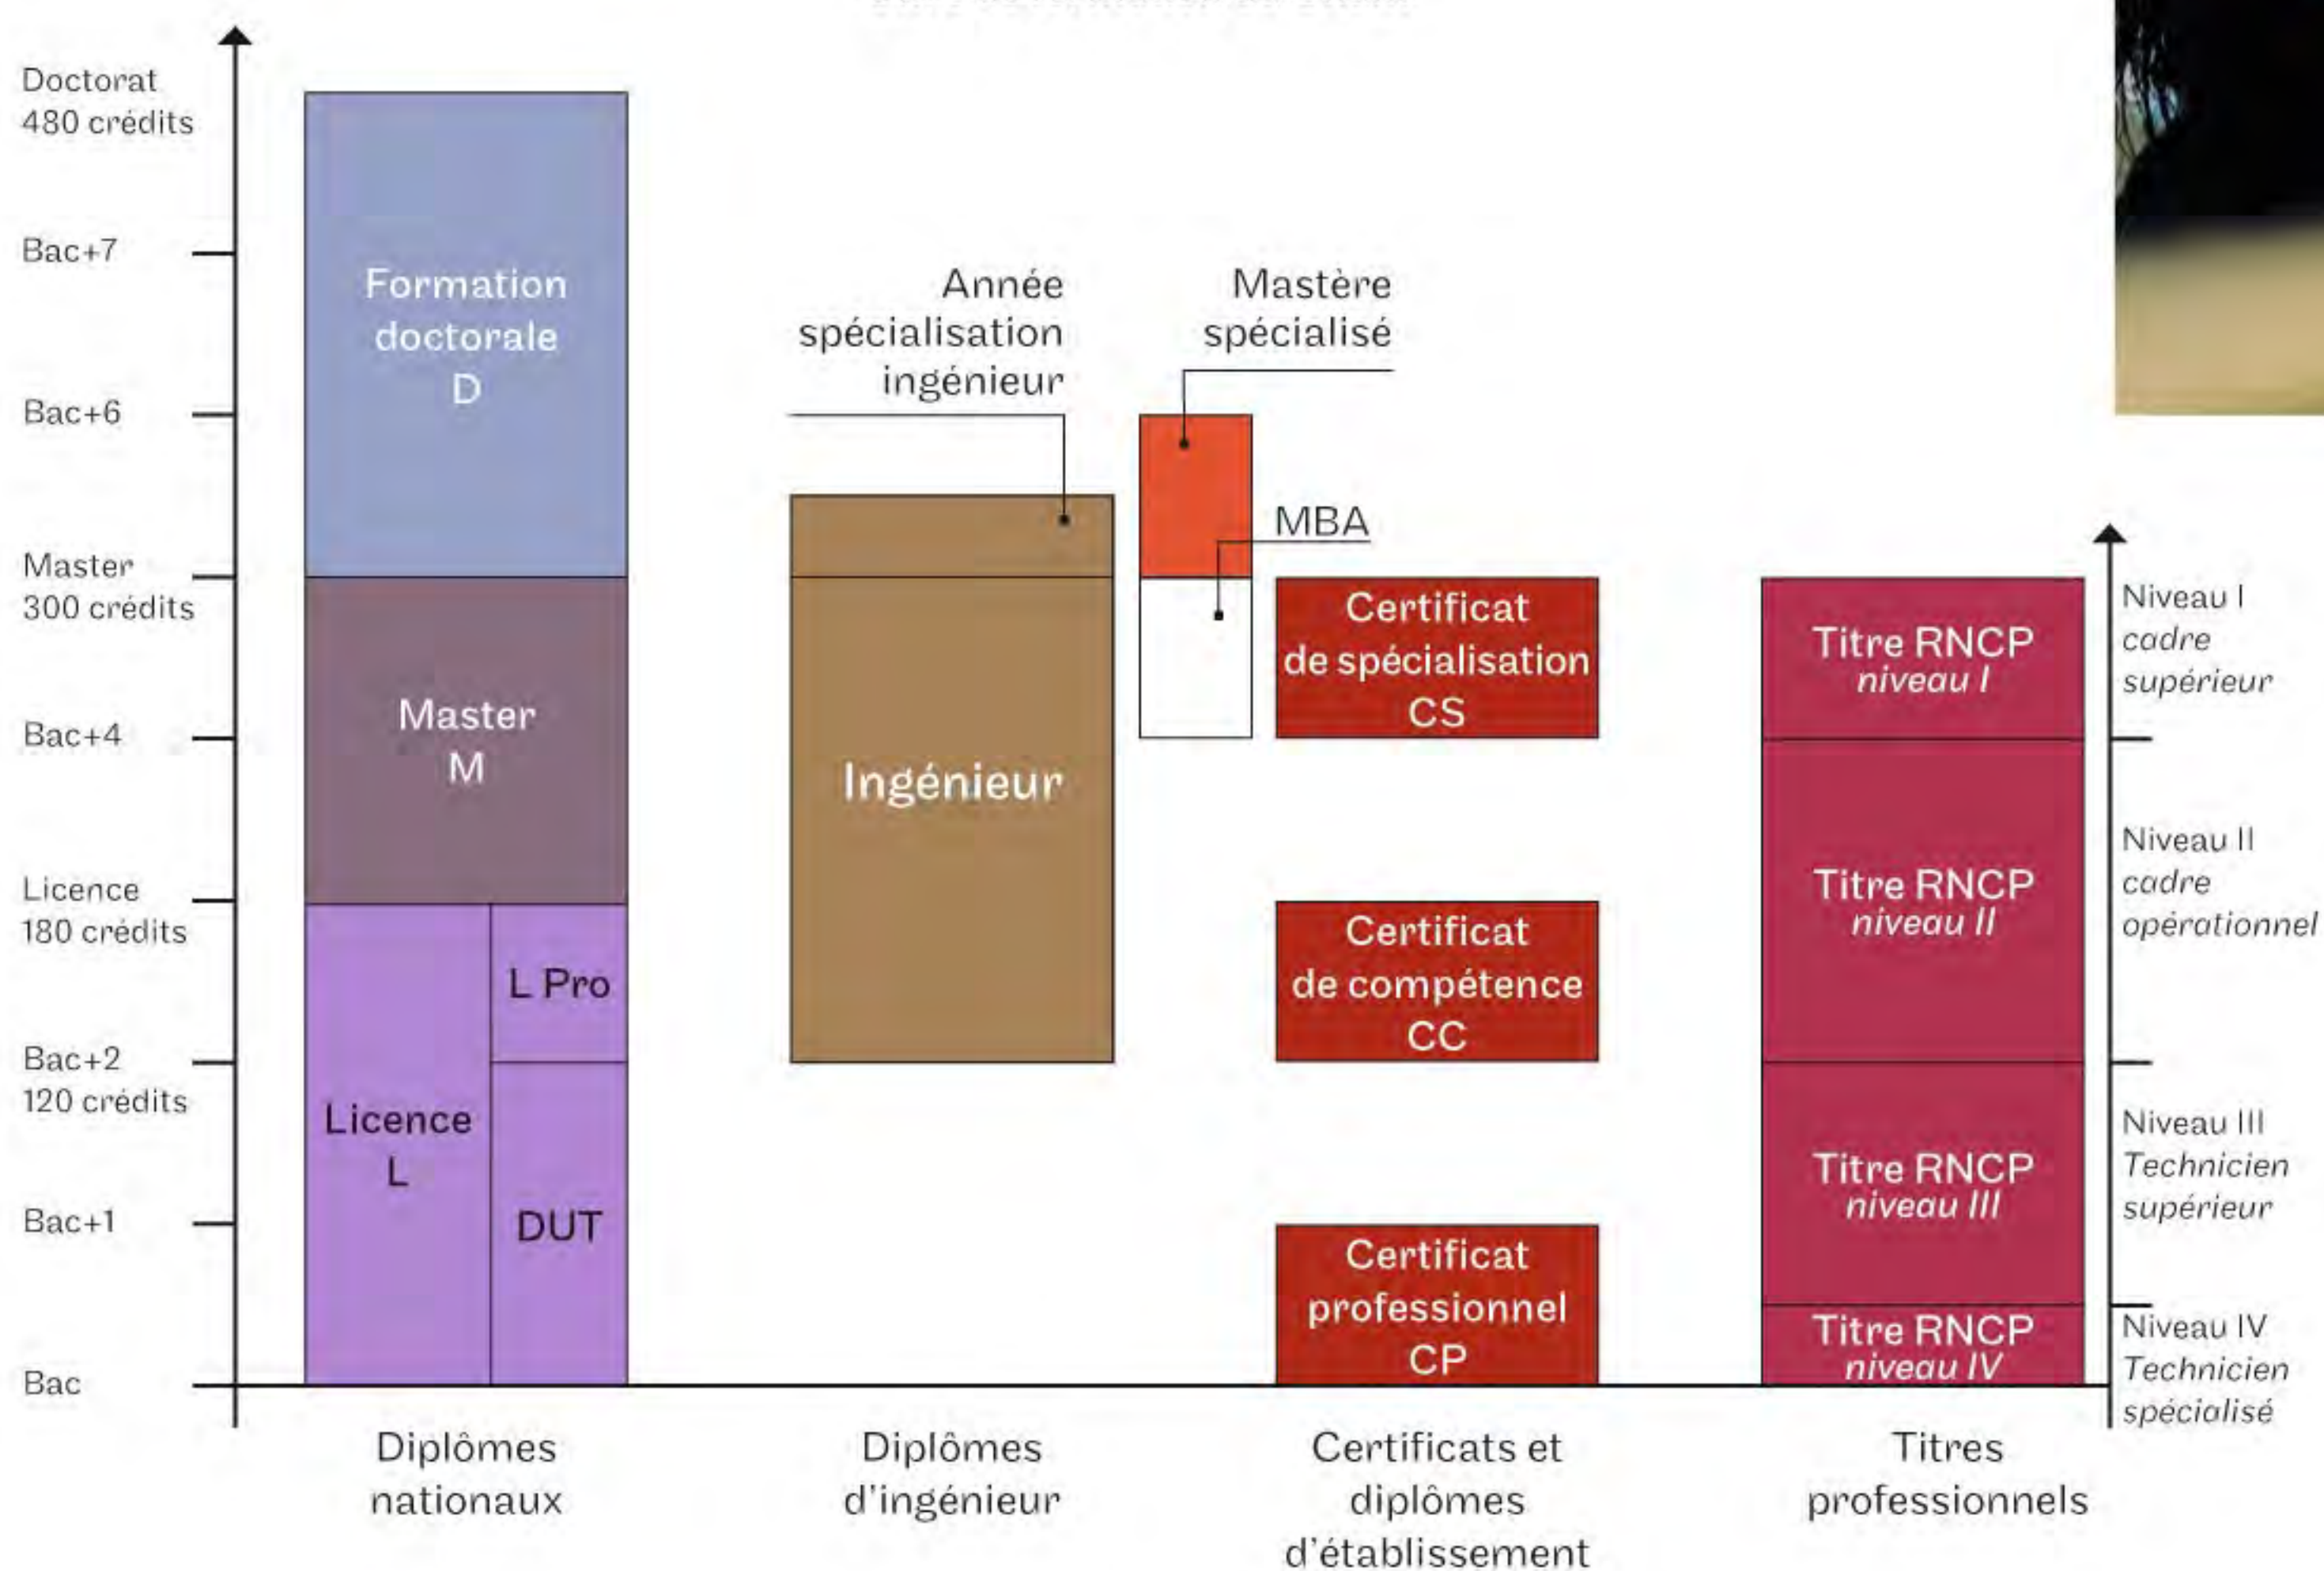 Doctorat
480 crédits
Bac+7
Bac+6
Master
300 crédits
Bac+4
Licence
180 crédits
Bac+2
120 crédits
Bac+1
Bac
Formation
doctorale
D
Master
M
Licence
L
L Pro
DUT
Diplômes
nationaux
Année
spécialisation
ingénieur
Ingénieur
Diplômes
d'ingénieur
Mastère
spécialisé
MBA
Certificat
de spécialisation
CS
Certificat
de compétence
CC
Certificat
professionnel
CP
Certificats et
diplômes
d'établissement
Titre RNCP
niveau I
Titre RNCP
niveau II
Titre RNCP
niveau III
Titre RNCP
niveau IV
Titres
professionnels
Niveau I
cadre
supérieur
Niveau II
cadre
opérationnel
Niveau III
Technicien
supérieur
Niveau IV
Technicien
spécialisé